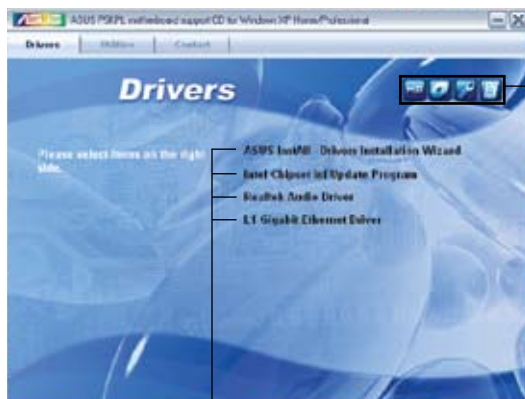 ASUS P5KPL motherboard support CD for Windows XP Home/Professional
Drivers
Utilities
Contact
Drivers
Please select items on the right
side.
ASUS InstAll - Drivers Installation Wizard
Intel Chipset Inf Update Program
Realtek Audio Driver
L1 Gigabit Ethernet Driver